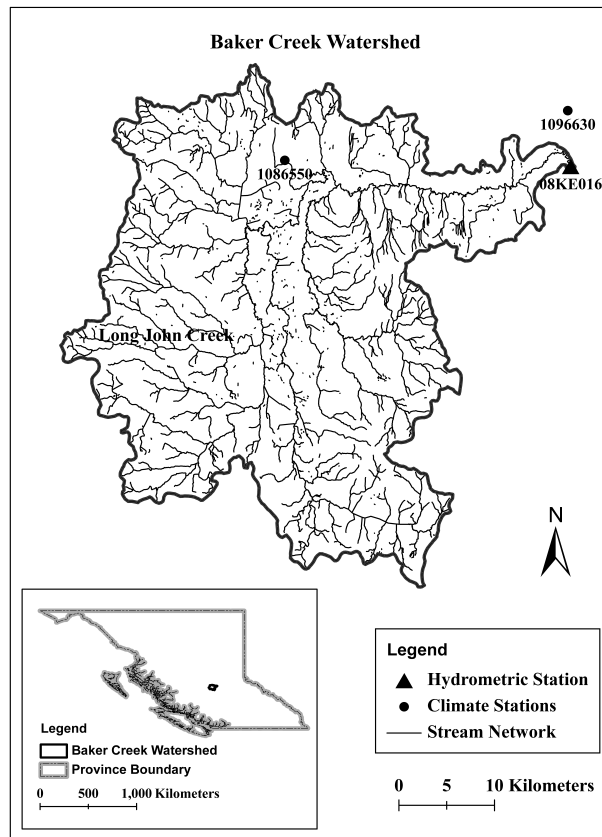 Baker Creek Watershed
1096630
1086550
08KE016
Long John Creek
N
Legend
Hydrometric Station
Climate Stations
Stream Network
0 5 10 Kilometers
Legend
Baker Creek Watershed
Province Boundary
0 500 1,000 Kilometers